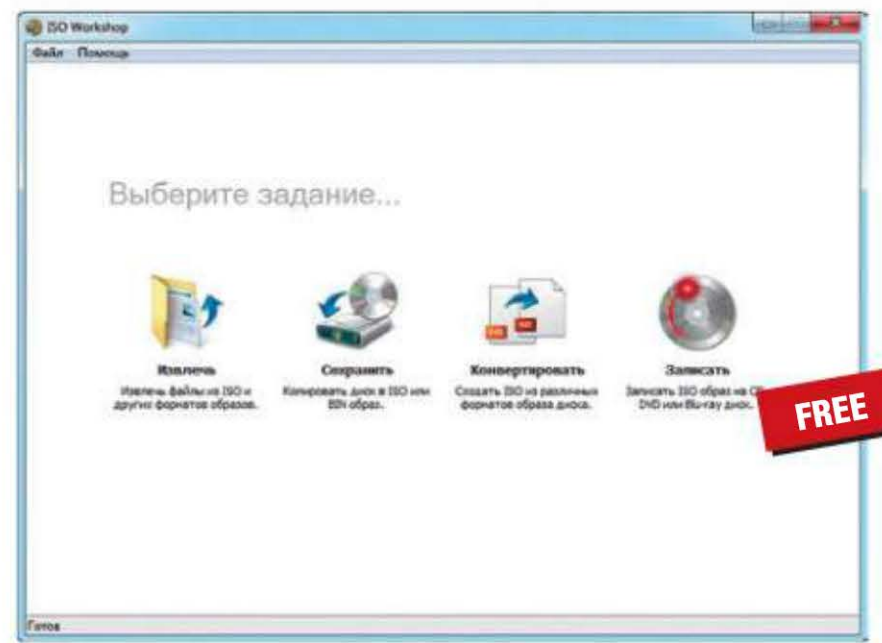 ISO Workshop
Файл Помощь
Выберите задание...
Извлечь
Извлечь файлы из ISO и
других форматов образов.
Сохранить
Копировать диск в ISO или
BIN образ.
Конвертировать
Создать ISO из различных
форматов образа диска.
Записать
Записать ISO образ на CD,
DVD или Blu-ray диск.
FREE
Готов